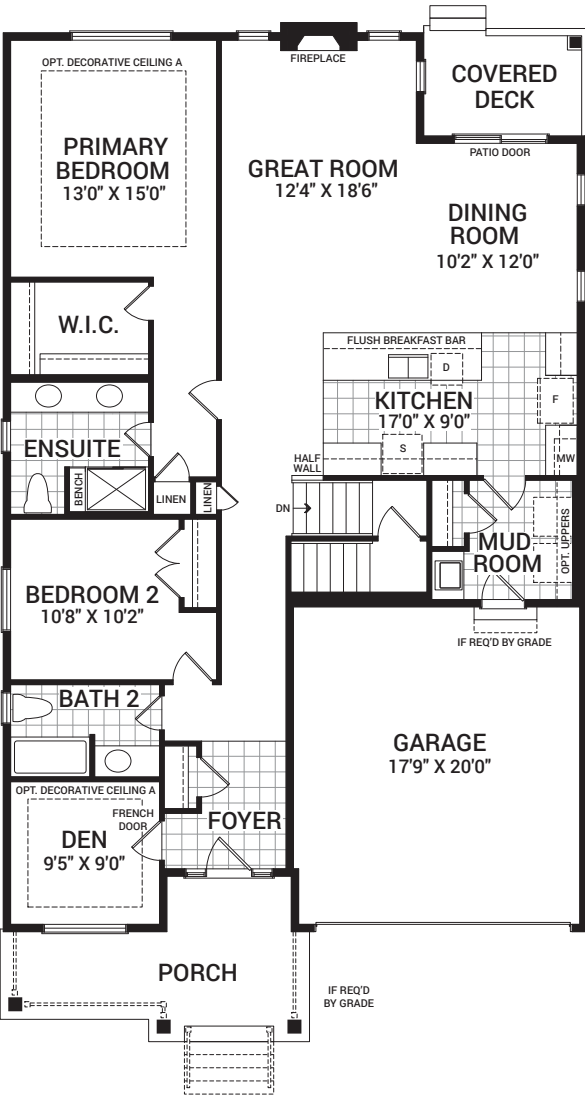 OPT. DECORATIVE CEILING A
FIREPLACE
COVERED
DECK
PRIMARY
BEDROOM
13'0" X 15'0"
GREAT ROOM
12'4" X 18'6"
PATIO DOOR
DINING
ROOM
10'2" X 12'0"
W.I.C.
FLUSH BREAKFAST BAR
D
KITCHEN
17'0" X 9'0"
F
ENSUITE
S
HALF
WALL
MW
BENCH
LINEN
LINEN
DN
OPT. UPPERS
MUD
ROOM
BEDROOM 2
10'8" X 10'2"
IF REQ'D BY GRADE
BATH 2
GARAGE
17'9" X 20'0"
OPT. DECORATIVE CEILING A
FRENCH
DOOR
DEN
9'5" X 9'0"
FOYER
PORCH
IF REQ'D
BY GRADE